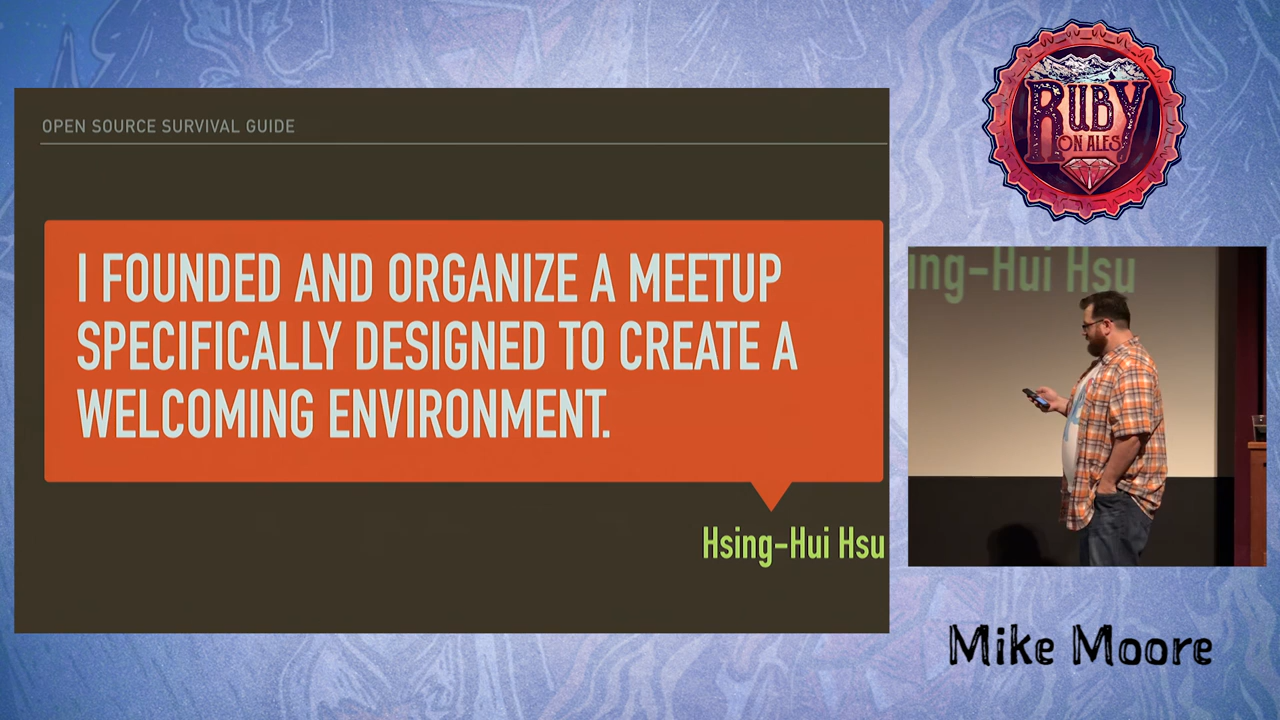 OPEN SOURCE SURVIVAL GUIDE
I FOUNDED AND ORGANIZE A MEETUP
SPECIFICALLY DESIGNED TO CREATE A
WELCOMING ENVIRONMENT.
Hsing-Hui Hsu
RUBY
ON ALES
ing-Hui Hsu
Mike Moore